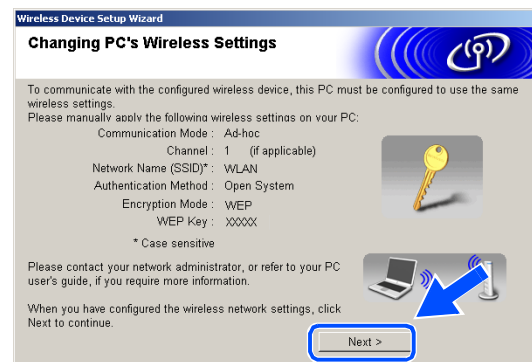 Wireless Device Setup Wizard
Changing PC's Wireless Settings
To communicate with the configured wireless device, this PC must be configured to use the same
wireless settings.
Please manually apply the following wireless settings on your PC:
Communication Mode : Ad-hoc
Channel : 1 (if applicable)
Network Name (SSID)* : WLAN
Authentication Method : Open System
Encryption Mode : WEP
WEP Key : XXXXX
* Case sensitive
Please contact your network administrator, or refer to your PC
user's guide, if you require more information.
When you have configured the wireless network settings, click
Next to continue.
Next >